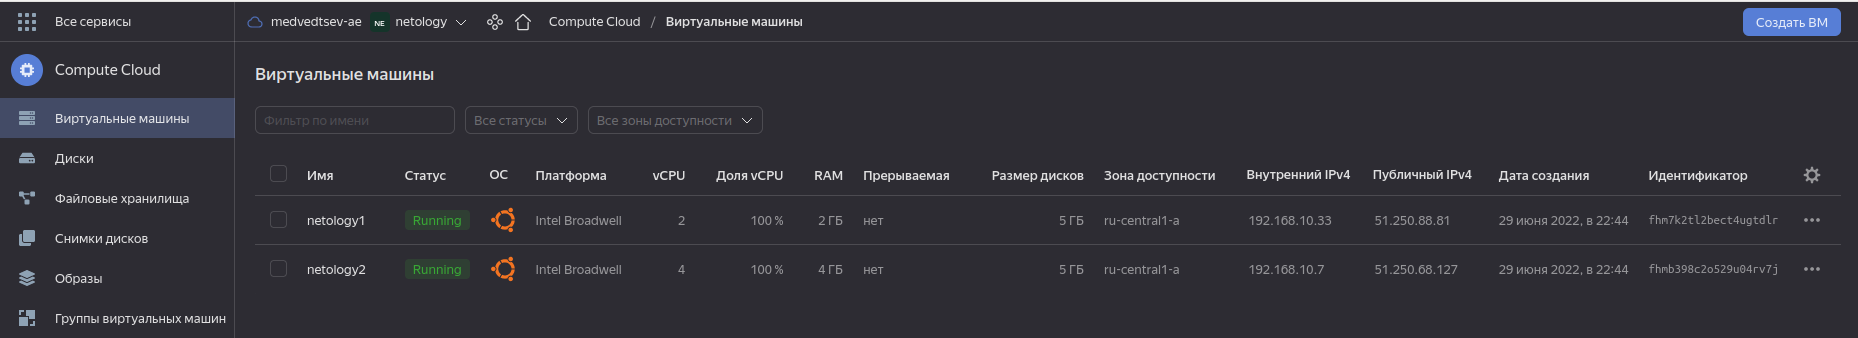 Все сервисы
medvedtsev-ae NE netology Compute Cloud / Виртуальные машины
Создать ВМ
Compute Cloud
Виртуальные машины
Диски
Файловые хранилища
Снимки дисков
Образы
Группы виртуальных машин
Виртуальные машины
Фильтр по имени Все статусы Все зоны доступности
Имя Статус ОС Платформа vCPU Доля vCPU RAM Прерываемая Размер дисков Зона доступности Внутренний IPv4 Публичный IPv4 Дата создания Идентификатор
netology1 Running Intel Broadwell 2 100 % 2 ГБ нет 5 ГБ ru-central1-a 192.168.10.33 51.250.88.81 29 июня 2022, в 22:44 fhm7k2tl2bect4ugtdlr
netology2 Running Intel Broadwell 4 100 % 4 ГБ нет 5 ГБ ru-central1-a 192.168.10.7 51.250.68.127 29 июня 2022, в 22:44 fhmb398c2o529u04rv7j